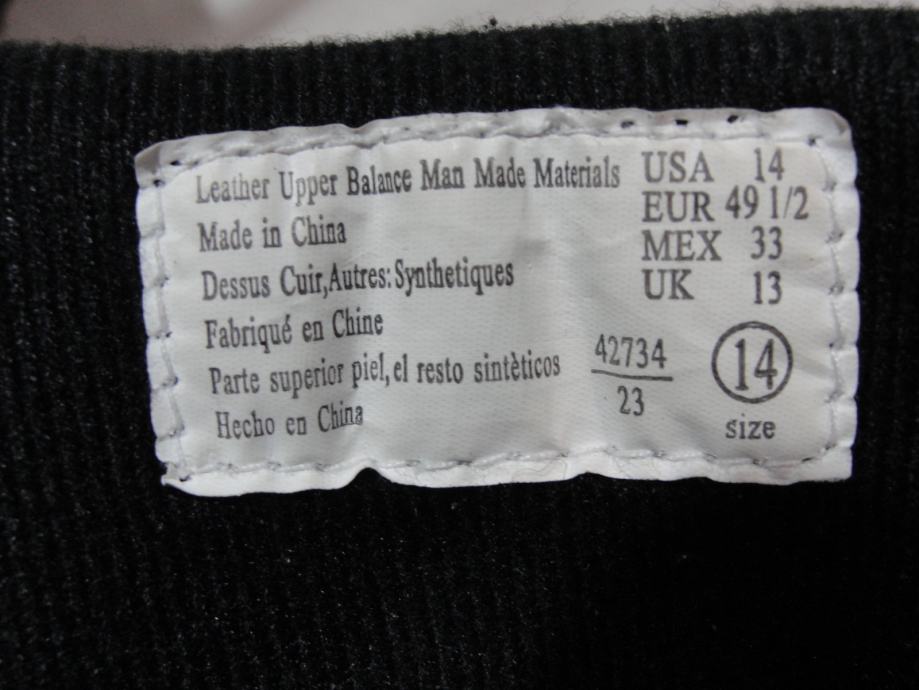 Leather Upper Balance Man Made Materials
Made in China
Dessus Cuir,Autres: Synthetiques
Fabriqué en Chine
Parte superior piel, el resto sintèticos
Hecho en China
USA 14
EUR 49 1/2
MEX 33
UK 13
42734
23
14
size